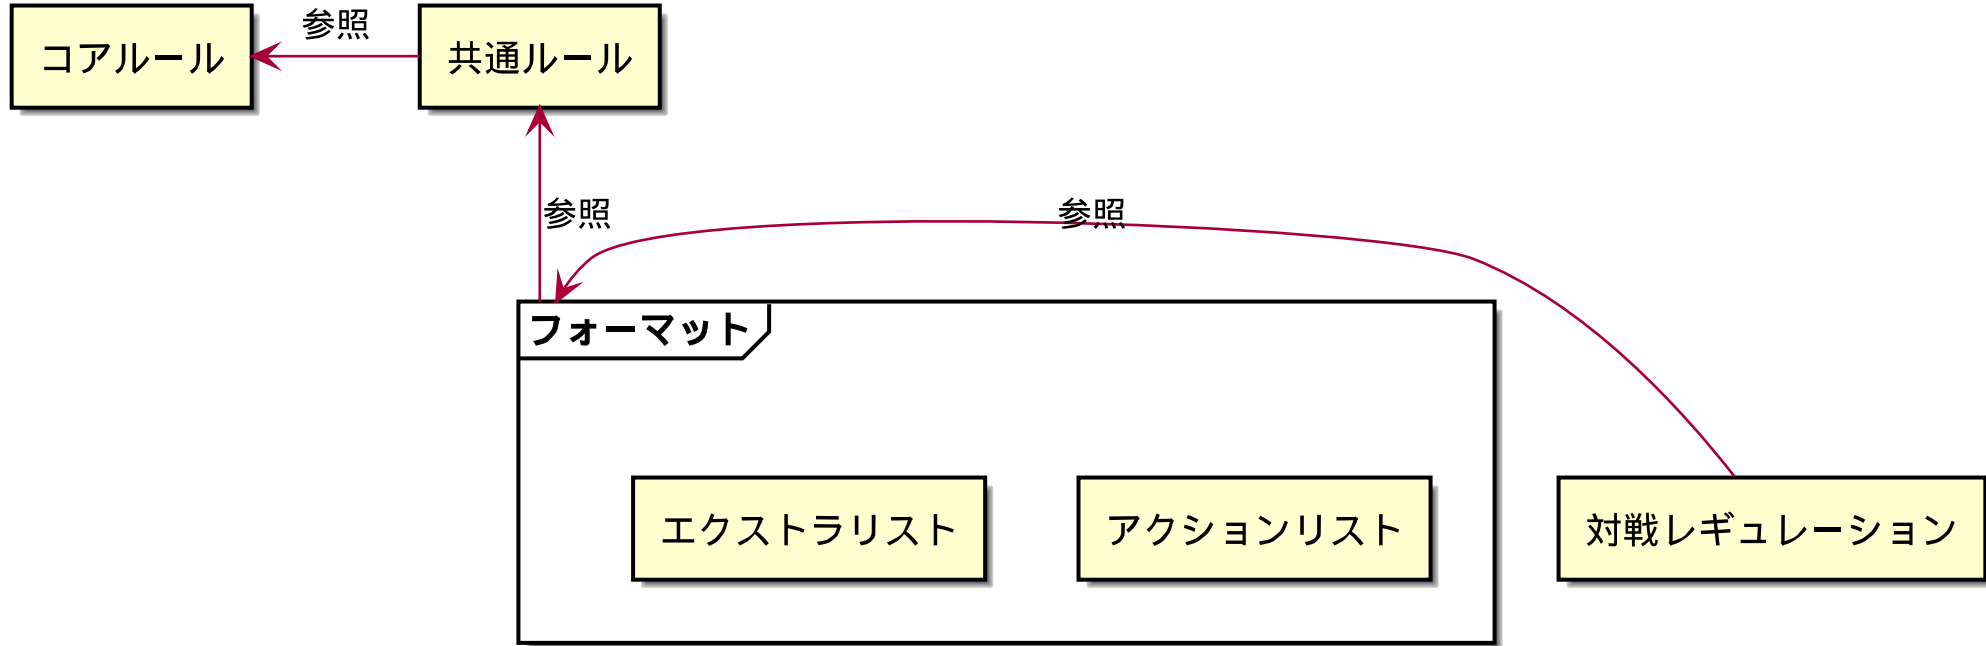 コアルール
参照
共通ルール
参照
参照
フォーマット
エクストラリスト
アクションリスト
対戦レギュレーション